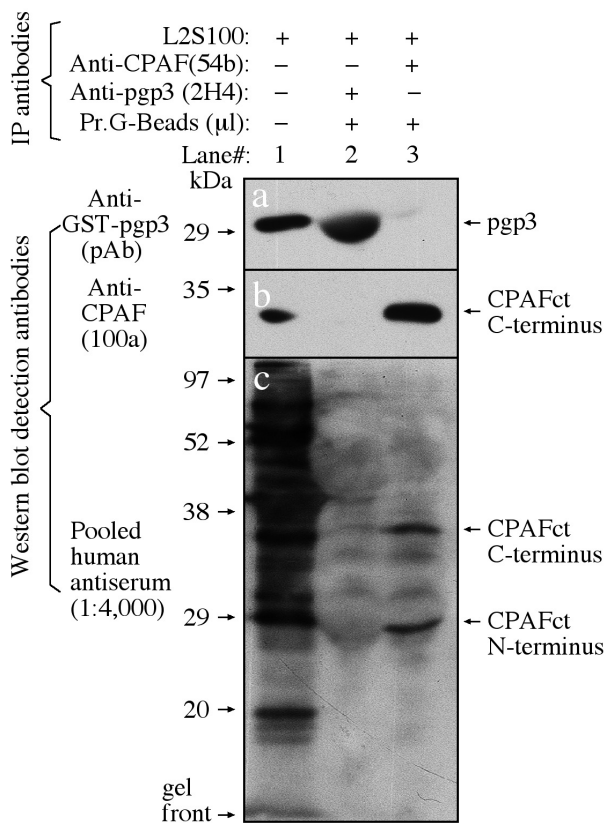 IP antibodies
L2S100: + + +
Anti-CPAF(54b) – – +
Anti-pgp3 (2H4) – + –
Pr.G-Beads (µl) – + +
Lane#: 1 2 3
kDa
Western blot detection antibodies
Anti-
GST-pgp3
(pAb)
a
29
pgp3
Anti-
CPAF
(100a)
35
b
CPAFct
C-terminus
c
97
52
38
Pooled
human
antiserum
(1:4,000)
CPAFct
C-terminus
29
CPAFct
N-terminus
20
gel
front